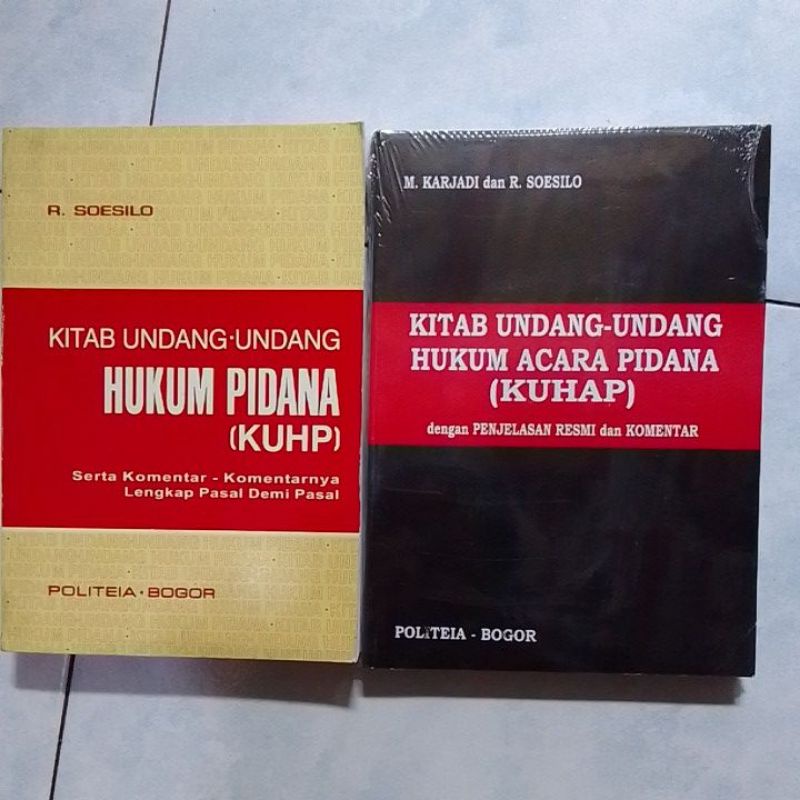 R. SOESILO
KITAB UNDANG-UNDANG
HUKUM PIDANA
(KUHP)
Serta Komentar - Komentarnya
Lengkap Pasal Demi Pasal
POLITEIA · BOGOR
M. KARJADI dan R. SOESILO
KITAB UNDANG-UNDANG
HUKUM ACARA PIDANA
(KUHAP)
dengan PENJELASAN RESMI dan KOMENTAR
POLITEIA - BOGOR